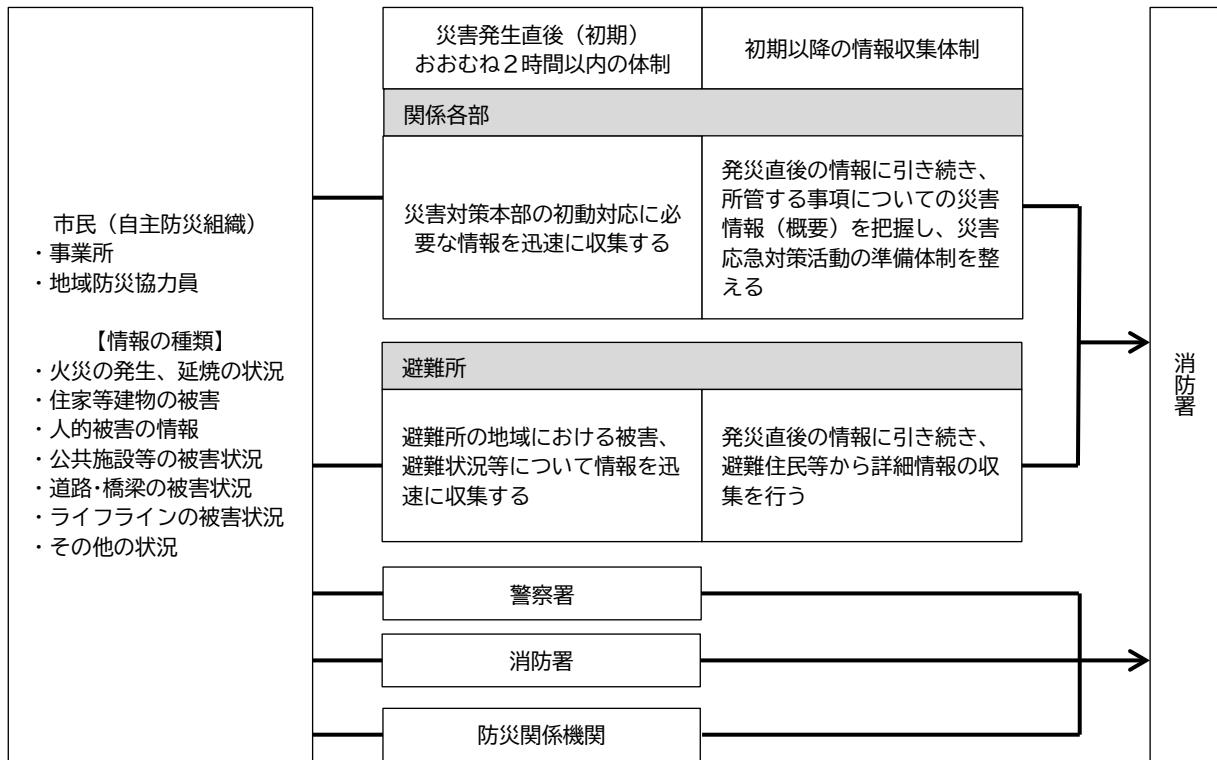 市民（自主防災組織）
・事業所
・地域防災協力員
【情報の種類】
・火災の発生、延焼の状況
・住家等建物の被害
・人的被害の情報
・公共施設等の被害状況
・道路･橋梁の被害状況
・ライフラインの被害状況
・その他の状況
災害発生直後（初期）
おおむね２時間以内の体制
初期以降の情報収集体制
関係各部
災害対策本部の初動対応に必
要な情報を迅速に収集する
発災直後の情報に引き続き、
所管する事項についての災害
情報（概要）を把握し、災害
応急対策活動の準備体制を整
える
避難所
避難所の地域における被害、
避難状況等について情報を迅
速に収集する
発災直後の情報に引き続き、
避難住民等から詳細情報の収
集を行う
警察署
消防署
防災関係機関
消防署